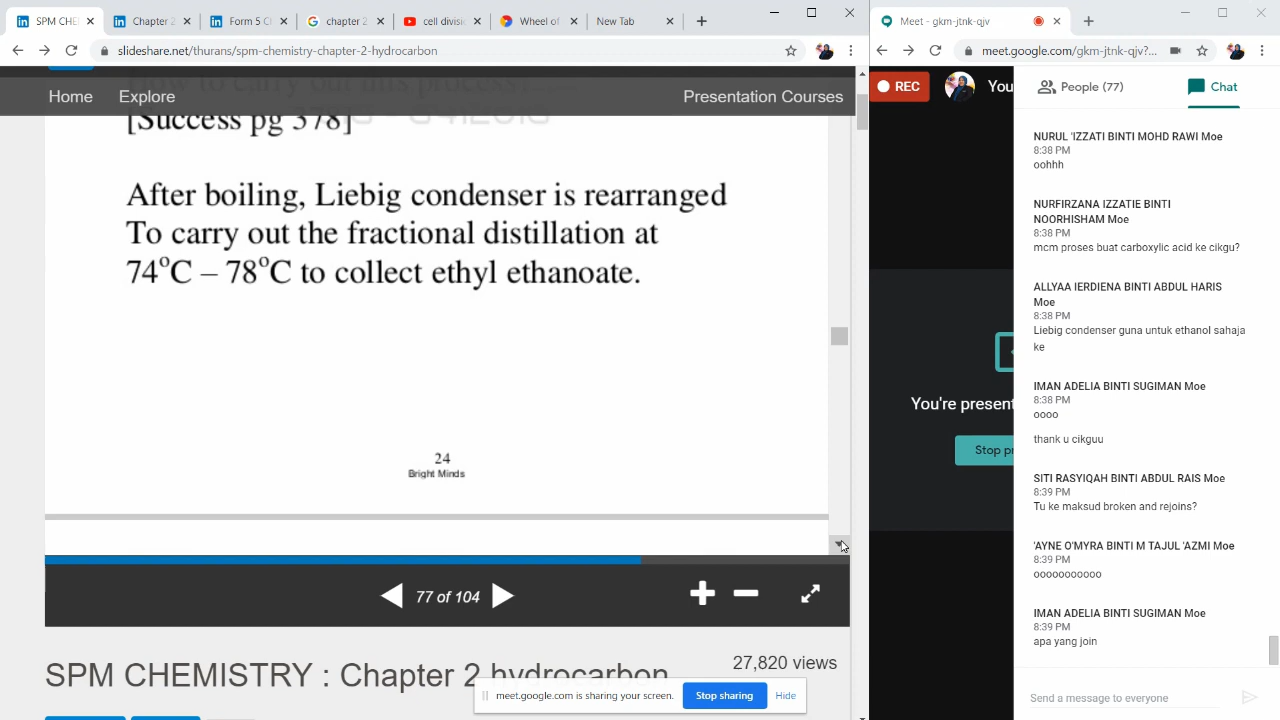 SPM CHE
Chapter 2
Form 5 Ch
chapter 2
cell divisio
Wheel of
New Tab
Meet - gkm-jtnk-qjv
slideshare.net/thurans/spm-chemistry-chapter-2-hydrocarbon
meet.google.com/gkm-jtnk-qjv?...
Home
Explore
Presentation Courses
[Success pg 378]
After boiling, Liebig condenser is rearranged
To carry out the fractional distillation at
74°C – 78°C to collect ethyl ethanoate.
24
Bright Minds
77 of 104
SPM CHEMISTRY : Chapter 2 hydrocarbon
27,820 views
meet.google.com is sharing your screen.
Stop sharing
Hide
REC
You
You're present
Stop pr
People (77)
Chat
NURUL 'IZZATI BINTI MOHD RAWI Moe
8:38 PM
oohhh
NURFIRZANA IZZATIE BINTI
NOORHISHAM Moe
8:38 PM
mcm proses buat carboxylic acid ke cikgu?
ALLYAA IERDIENA BINTI ABDUL HARIS
Moe
8:38 PM
Liebig condenser guna untuk ethanol sahaja
ke
IMAN ADELIA BINTI SUGIMAN Moe
8:38 PM
oooo
thank u cikguu
SITI RASYIQAH BINTI ABDUL RAIS Moe
8:39 PM
Tu ke maksud broken and rejoins?
'AYNE O'MYRA BINTI M TAJUL 'AZMI Moe
8:39 PM
ooooooooooo
IMAN ADELIA BINTI SUGIMAN Moe
8:39 PM
apa yang join
Send a message to everyone